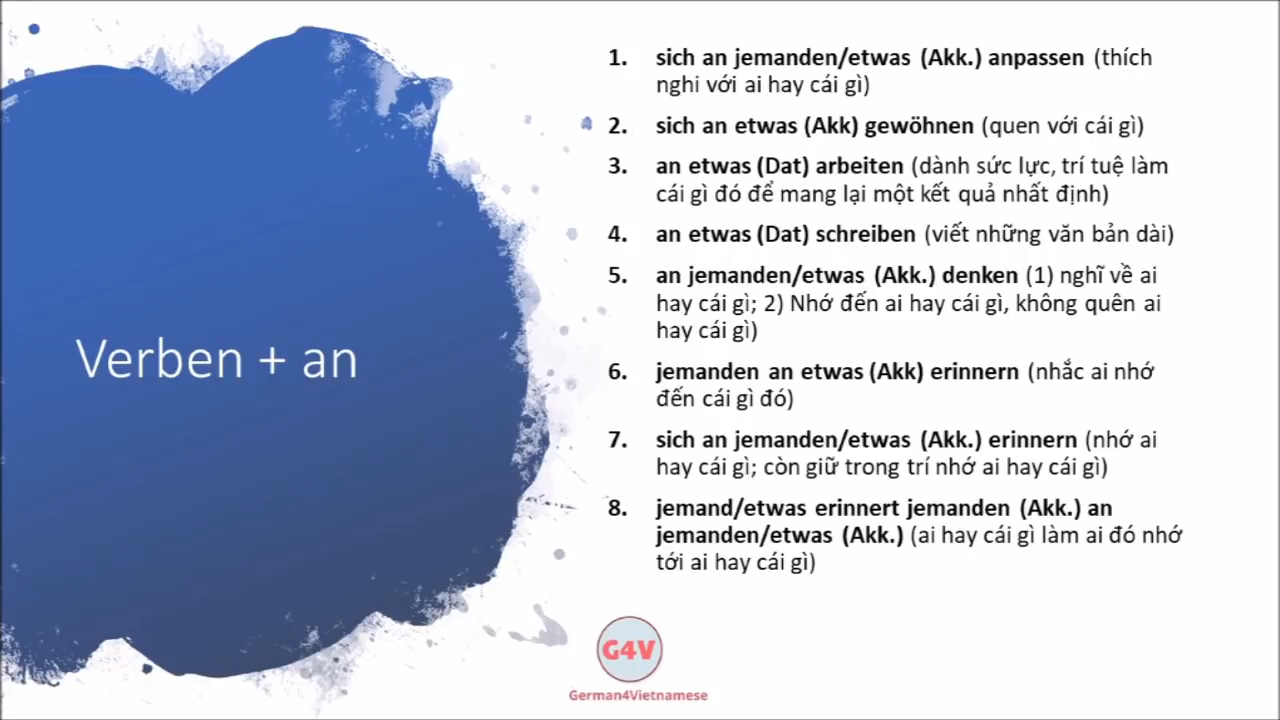 Verben + an
1. sich an jemanden/etwas (Akk.) anpassen (thích
nghi với ai hay cái gì)
2. sich an etwas (Akk) gewöhnen (quen với cái gì)
3. an etwas (Dat) arbeiten (dành sức lực, trí tuệ làm
cái gì đó để mang lại một kết quả nhất định)
4. an etwas (Dat) schreiben (viết những văn bản dài)
5. an jemanden/etwas (Akk.) denken (1) nghĩ về ai
hay cái gì; 2) Nhớ đến ai hay cái gì, không quên ai
hay cái gì)
6. jemanden an etwas (Akk) erinnern (nhắc ai nhớ
đến cái gì đó)
7. sich an jemanden/etwas (Akk.) erinnern (nhớ ai
hay cái gì; còn giữ trong trí nhớ ai hay cái gì)
8. jemand/etwas erinnert jemanden (Akk.) an
jemanden/etwas (Akk.) (ai hay cái gì làm ai đó nhớ
tới ai hay cái gì)
G4V
German4Vietnamese